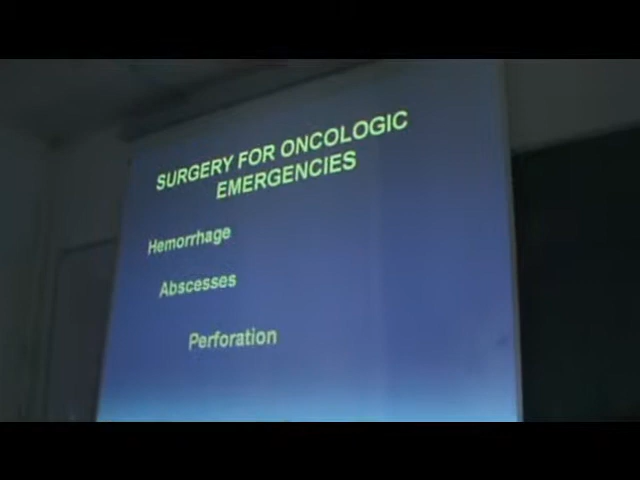 SURGERY FOR ONCOLOGIC
EMERGENCIES
Hemorrhage
Abscesses
Perforation